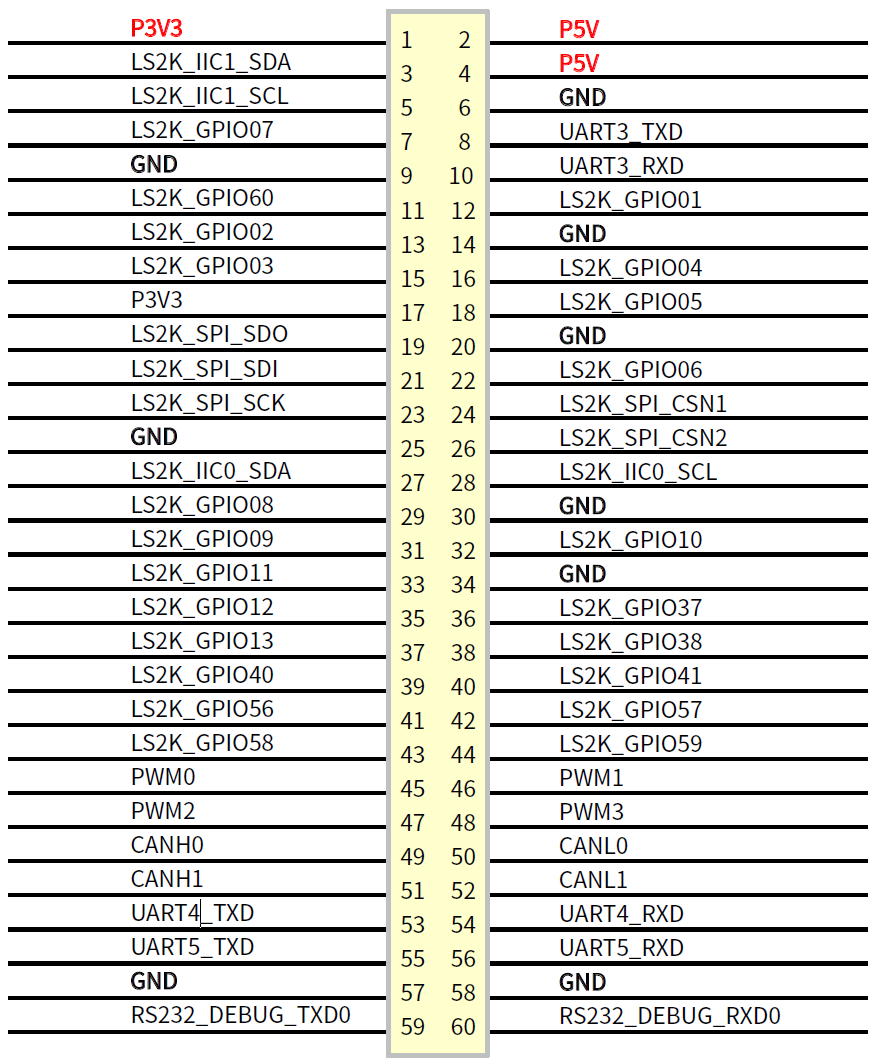 P3V3 1 2 P5V
LS2K_IIC1_SDA 3 4 P5V
LS2K_IIC1_SCL 5 6 GND
LS2K_GPIO07 7 8 UART3_TXD
GND 9 10 UART3_RXD
LS2K_GPIO60 11 12 LS2K_GPIO01
LS2K_GPIO02 13 14 GND
LS2K_GPIO03 15 16 LS2K_GPIO04
P3V3 17 18 LS2K_GPIO05
LS2K_SPI_SDO 19 20 GND
LS2K_SPI_SDI 21 22 LS2K_GPIO06
LS2K_SPI_SCK 23 24 LS2K_SPI_CSN1
GND 25 26 LS2K_SPI_CSN2
LS2K_IIC0_SDA 27 28 LS2K_IIC0_SCL
LS2K_GPIO08 29 30 GND
LS2K_GPIO09 31 32 LS2K_GPIO10
LS2K_GPIO11 33 34 GND
LS2K_GPIO12 35 36 LS2K_GPIO37
LS2K_GPIO13 37 38 LS2K_GPIO38
LS2K_GPIO40 39 40 LS2K_GPIO41
LS2K_GPIO56 41 42 LS2K_GPIO57
LS2K_GPIO58 43 44 LS2K_GPIO59
PWM0 45 46 PWM1
PWM2 47 48 PWM3
CANH0 49 50 CANL0
CANH1 51 52 CANL1
UART4_TXD 53 54 UART4_RXD
UART5_TXD 55 56 UART5_RXD
GND 57 58 GND
RS232_DEBUG_TXD0 59 60 RS232_DEBUG_RXD0